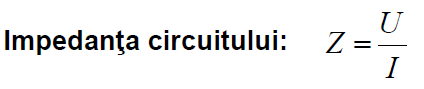 Impedanţa circuitului: Z = U/I